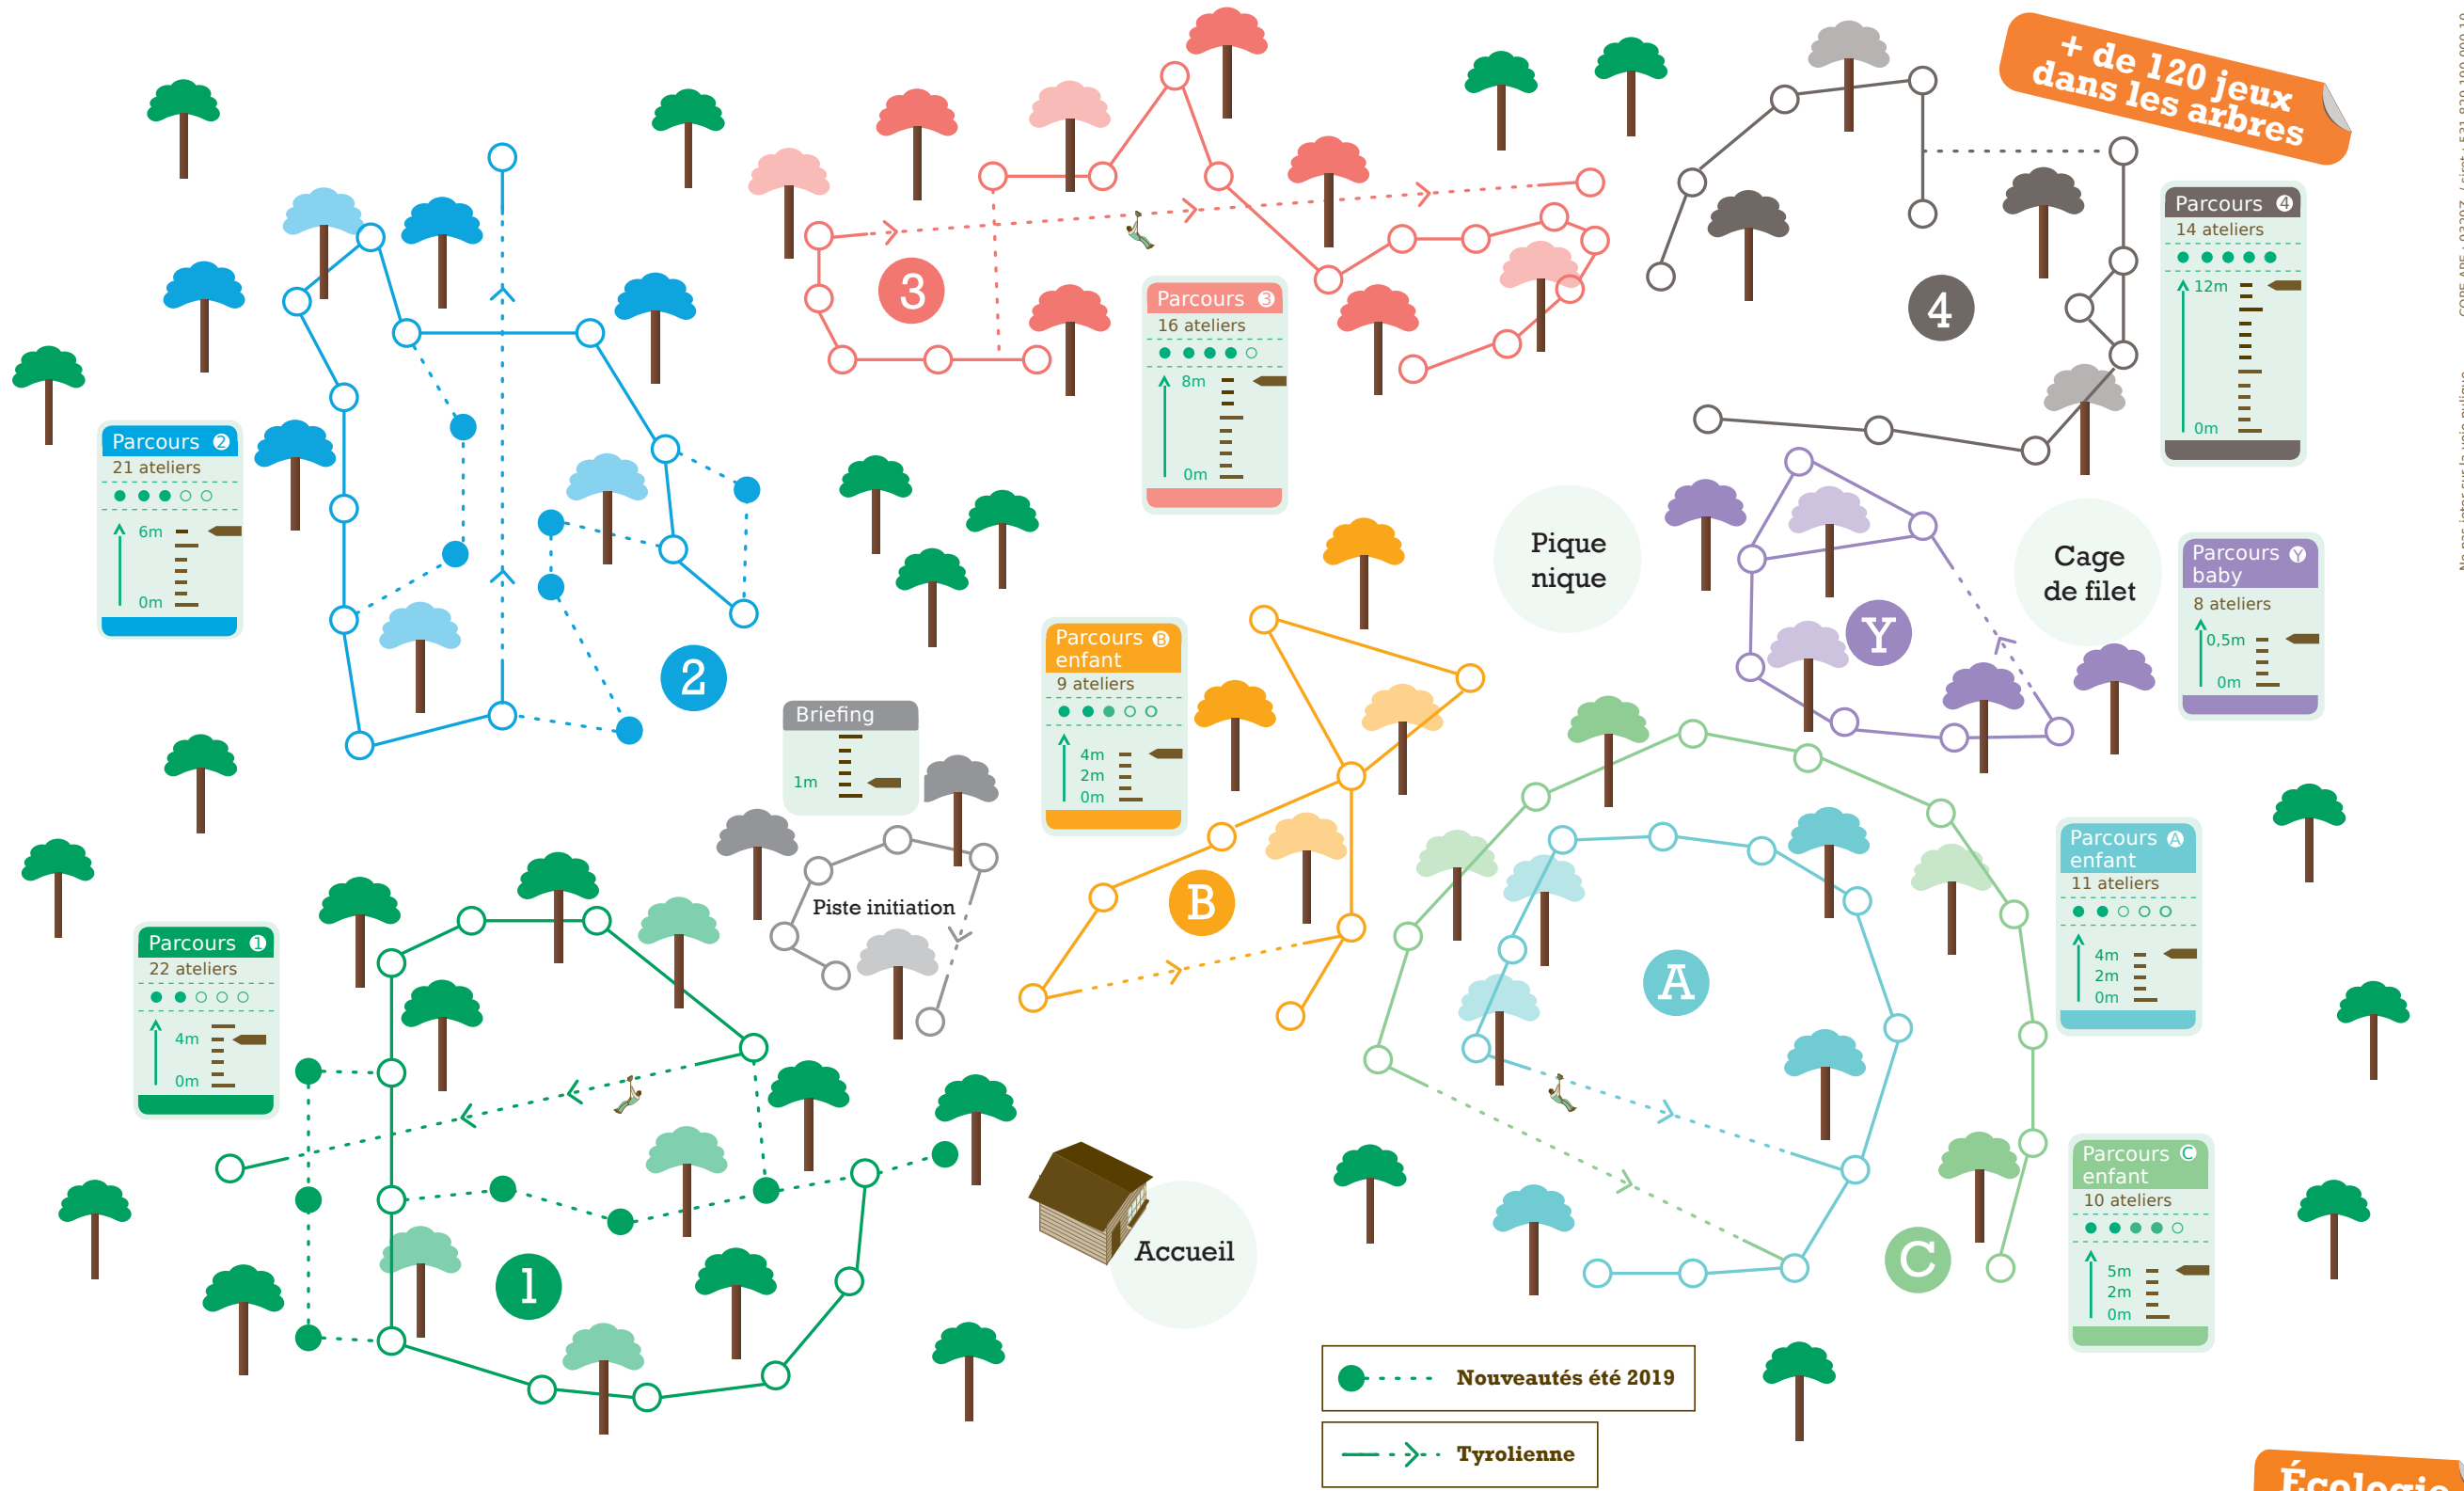 + de 120 jeux
dans les arbres
Parcours 4
14 ateliers
12m
0m
3
4
Parcours 3
16 ateliers
8m
0m
Parcours 2
21 ateliers
6m
0m
2
Pique
nique
Cage
de filet
Y
Parcours Y
baby
8 ateliers
0,5m
0m
Parcours B
enfant
9 ateliers
4m
2m
0m
B
Briefing
1m
Piste initiation
Parcours A
enfant
11 ateliers
4m
2m
0m
A
Parcours 1
22 ateliers
4m
0m
1
Accueil
C
Parcours C
enfant
10 ateliers
5m
2m
0m
Nouveautés été 2019
Tyrolienne
Écologie